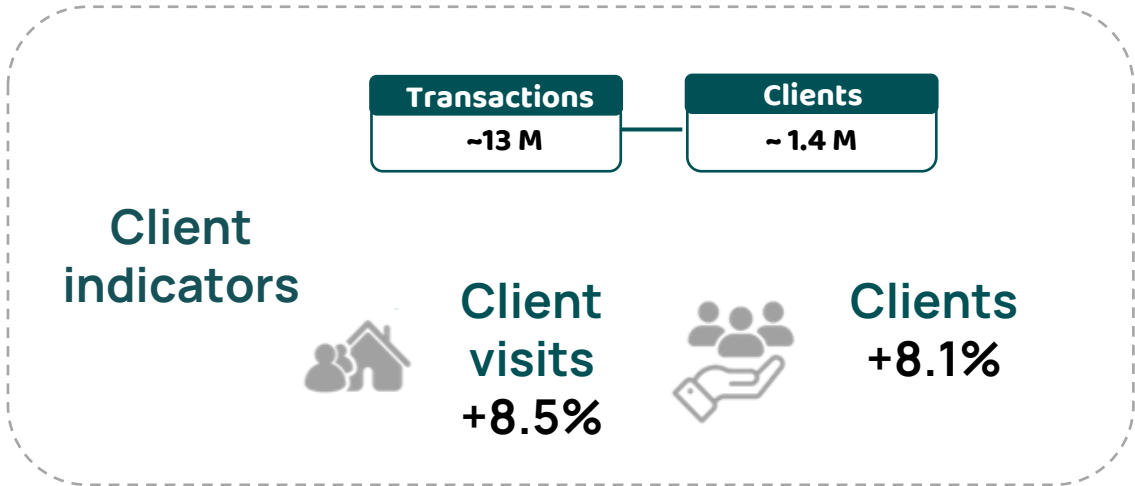 Transactions
~13 M
Clients
~ 1.4 M
Client
indicators
Client
visits
+8.5%
Clients
+8.1%